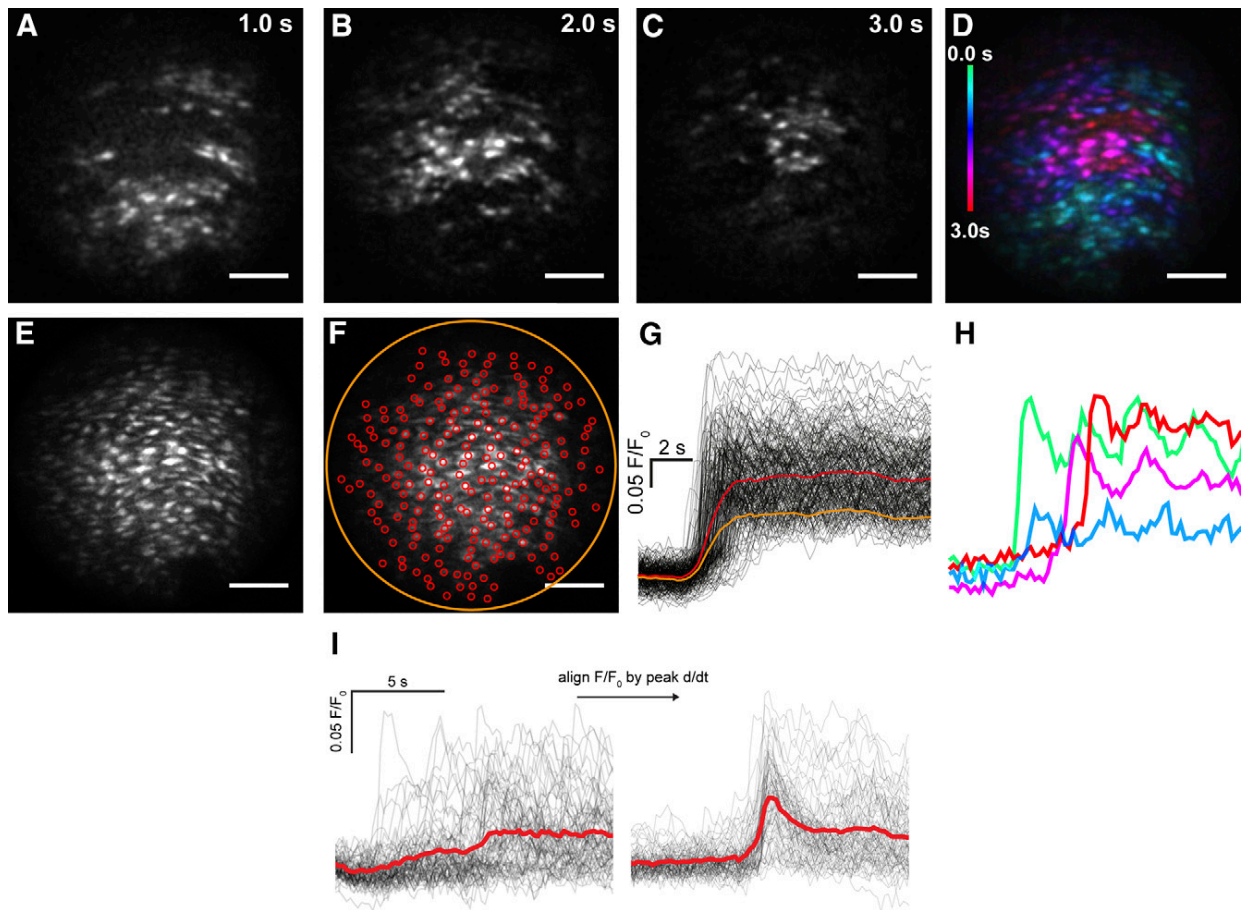 A
1.0 s
B
2.0 s
C
3.0 s
D
0.0 s
3.0s
E
F
G
2 s
0.05 F/F₀
H
I
5 s
0.05 F/F₀
align F/F₀ by peak d/dt